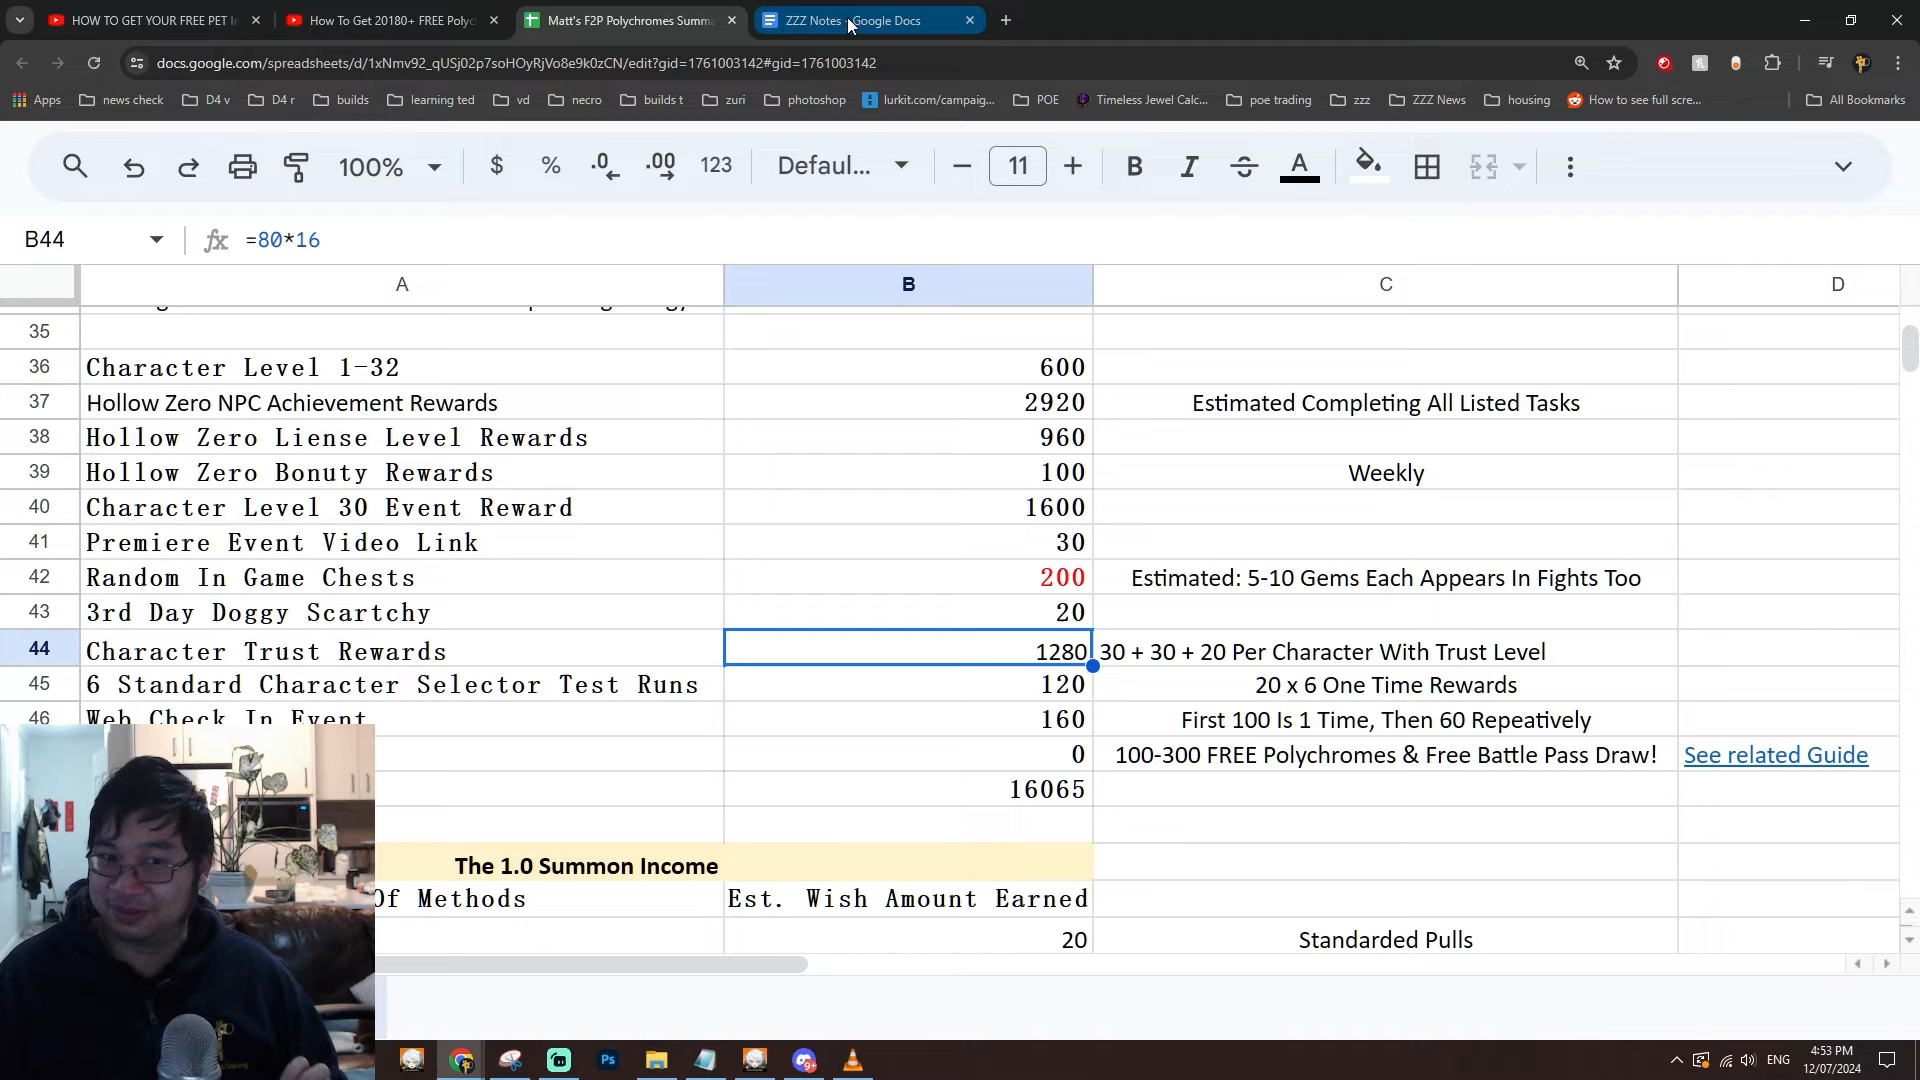 HOW TO GET YOUR FREE PET I
How To Get 20180+ FREE Polyc
Matt's F2P Polychromes Summa
ZZZ Notes - Google Docs
docs.google.com/spreadsheets/d/1xNmv92_qUSj02p7soHOyRjVo8e9k0zCN/edit?gid=1761003142#gid=1761003142
Apps
news check
D4 v
D4 r
builds
learning ted
vd
necro
builds t
zuri
photoshop
lurkit.com/campaig...
POE
Timeless Jewel Calc...
poe trading
zzz
ZZZ News
housing
How to see full scre...
All Bookmarks
100%
$ % .0 .00 123
Defaul...
11
B I A
B44 fx =80*16
A B C D
35
36 Character Level 1-32 600
37 Hollow Zero NPC Achievement Rewards 2920 Estimated Completing All Listed Tasks
38 Hollow Zero Liense Level Rewards 960
39 Hollow Zero Bonuty Rewards 100 Weekly
40 Character Level 30 Event Reward 1600
41 Premiere Event Video Link 30
42 Random In Game Chests 200 Estimated: 5-10 Gems Each Appears In Fights Too
43 3rd Day Doggy Scartchy 20
44 Character Trust Rewards 1280 30 + 30 + 20 Per Character With Trust Level
45 6 Standard Character Selector Test Runs 120 20 x 6 One Time Rewards
46 Web Check In Event 160 First 100 Is 1 Time, Then 60 Repeatively
0 100-300 FREE Polychromes & Free Battle Pass Draw! See related Guide
16065
The 1.0 Summon Income
Of Methods Est. Wish Amount Earned
20 Standarded Pulls
Ps
ENG
4:53 PM
12/07/2024